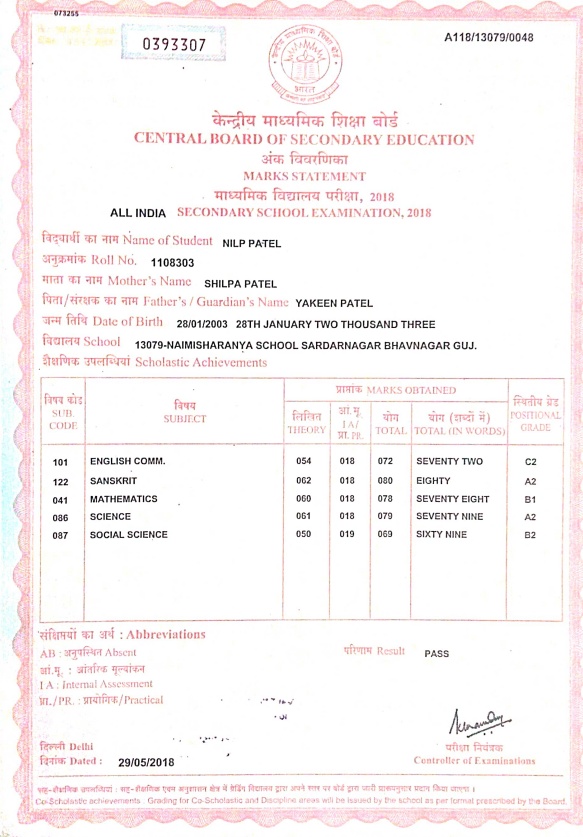 073255
0393307
A118/13079/0048
भारत
केन्द्रीय माध्यमिक शिक्षा बोर्ड
CENTRAL BOARD OF SECONDARY EDUCATION
अंक विवरणिका
MARKS STATEMENT
माध्यमिक विद्यालय परीक्षा, 2018
ALL INDIA SECONDARY SCHOOL EXAMINATION, 2018
विद्यार्थी का नाम Name of Student NILP PATEL
अनुक्रमांक Roll No. 1108303
माता का नाम Mother's Name SHILPA PATEL
पिता/संरक्षक का नाम Father's / Guardian's Name YAKEEN PATEL
जन्म तिथि Date of Birth 28/01/2003 28TH JANUARY TWO THOUSAND THREE
विद्यालय School 13079-NAIMISHARANYA SCHOOL SARDARNAGAR BHAVNAGAR GUJ.
शैक्षणिक उपलब्धियां Scholastic Achievements
विषय कोड SUB. CODE विषय SUBJECT प्राप्तांक MARKS OBTAINED स्थितीय ग्रेड POSITIONAL GRADE
लिखित THEORY आं.मू. I A/ प्रा. PR. योग TOTAL योग (शब्दों में) TOTAL (IN WORDS)
101 ENGLISH COMM. 054 018 072 SEVENTY TWO C2
122 SANSKRIT 062 018 080 EIGHTY A2
041 MATHEMATICS 060 018 078 SEVENTY EIGHT B1
086 SCIENCE 061 018 079 SEVENTY NINE A2
087 SOCIAL SCIENCE 050 019 069 SIXTY NINE B2
संक्षिप्तियों का अर्थ : Abbreviations
AB : अनुपस्थित Absent परिणाम Result PASS
आं.मू. : आंतरिक मूल्यांकन
I A : Internal Assessment
प्रा./PR. : प्रायोगिक/Practical
दिल्ली Delhi परीक्षा नियंत्रक
दिनांक Dated : 29/05/2018 Controller of Examinations
सह-शैक्षणिक उपलब्धियां : सह-शैक्षणिक एवम अनुशासन क्षेत्र में ग्रेडिंग विद्यालय द्वारा अपने स्तर पर बोर्ड द्वारा जारी प्रारूपानुसार प्रदान किया जाएगा ।
Co-Scholastic achievements : Grading for Co-Scholastic and Discipline areas will be issued by the school as per format prescribed by the Board.